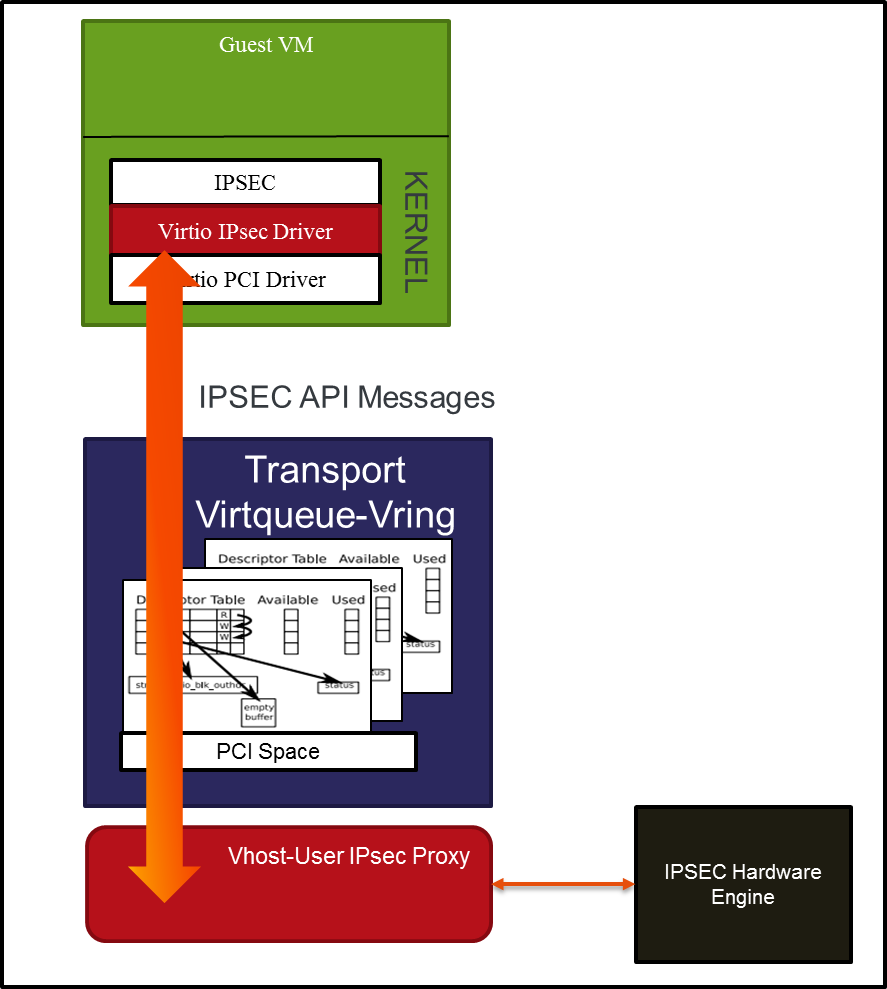 Guest VM
IPSEC
Virtio IPsec Driver
PCI Driver
KERNEL
IPSEC API Messages
Transport
Virtqueue-Vring
Descriptor Table Available Used
Table Available Used
R
W
W
status
status
empty
buffer
PCI Space
Vhost-User IPsec Proxy
IPSEC Hardware
Engine